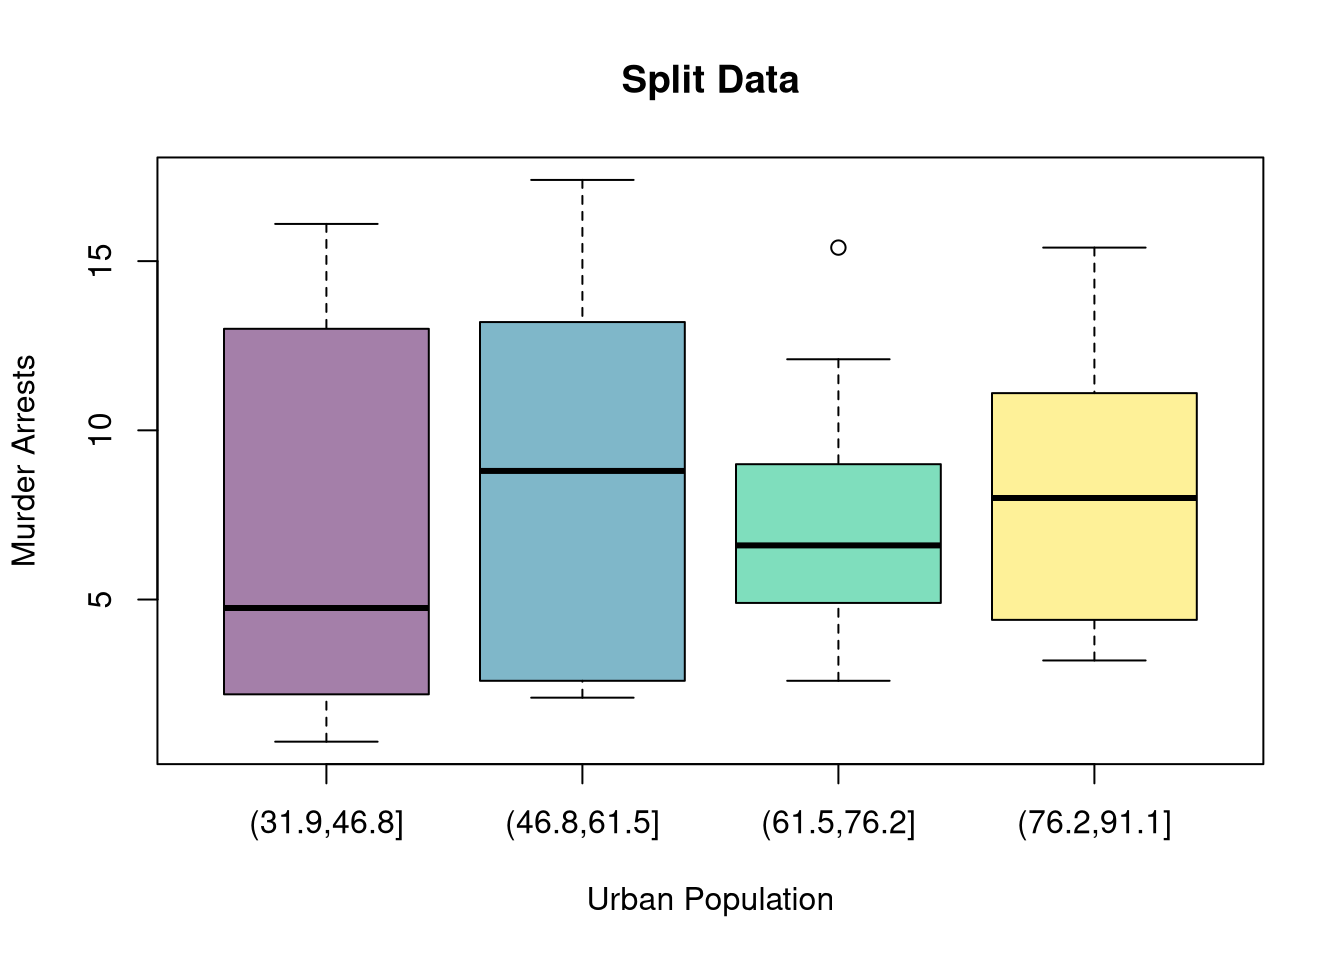 Split Data
Murder Arrests
15
10
5
(31.9,46.8]
(46.8,61.5]
(61.5,76.2]
(76.2,91.1]
Urban Population